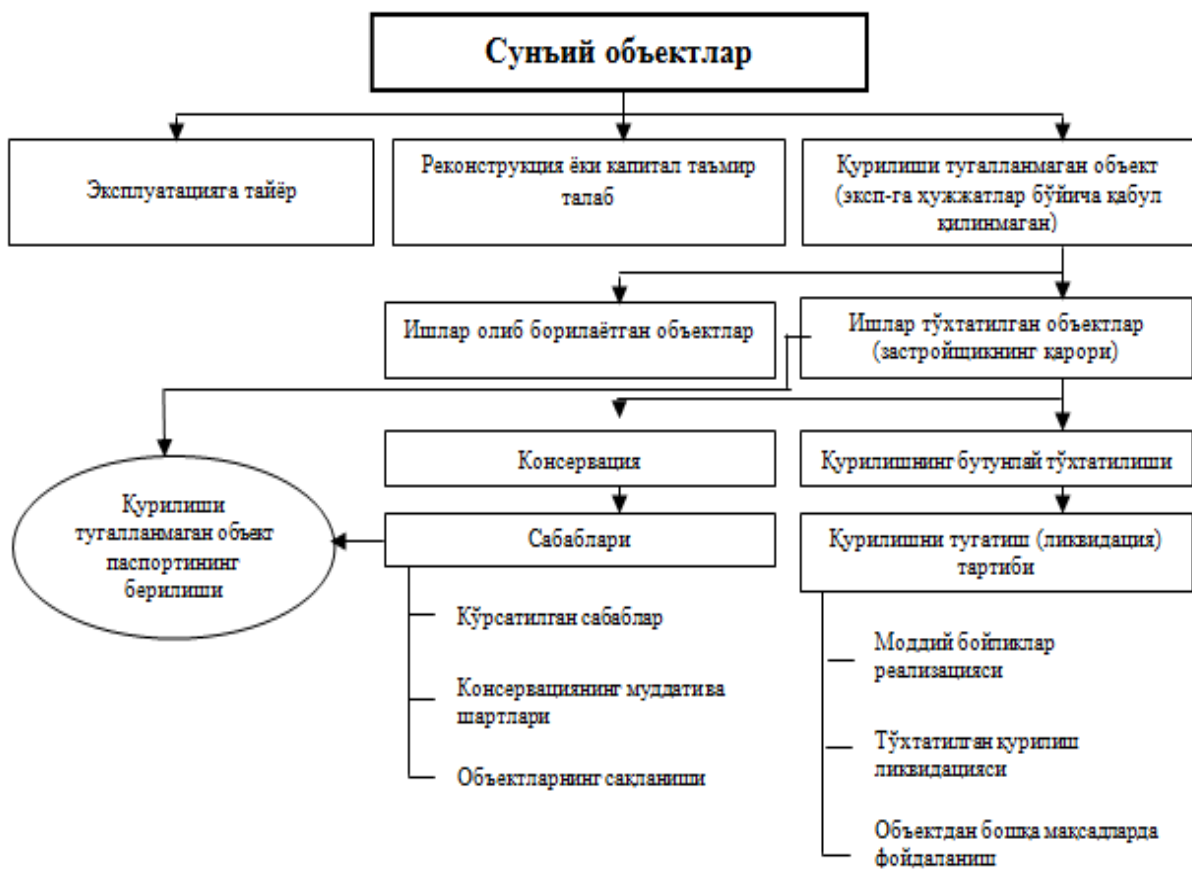 Сунъий объектлар
Эксплуатацияга тайёр
Реконструкция ёки капитал таъмир
талаб
Қурилиши тугалланмаган объект
(эксп-га ҳужжатлар бўйича қабул
қилинмаган)
Ишлар олиб борилаётган объектлар
Ишлар тўхтатилган объектлар
(застройщикнинг қарори)
Консервация
Қурилишнинг бутунлай тўхтатилиши
Қурилиши
тугалланмаган объект
паспортининг
берилиши
Сабаблари
Қурилишни тугатиш (ликвидация)
тартиби
Кўрсатилган сабаблар
Консервациянинг муддати ва
шартлари
Объектларнинг сақланиши
Моддий бойликлар
реализацияси
Тўхтатилган қурилиш
ликвидацияси
Объектдан бошқа мақсадларда
фойдаланиш